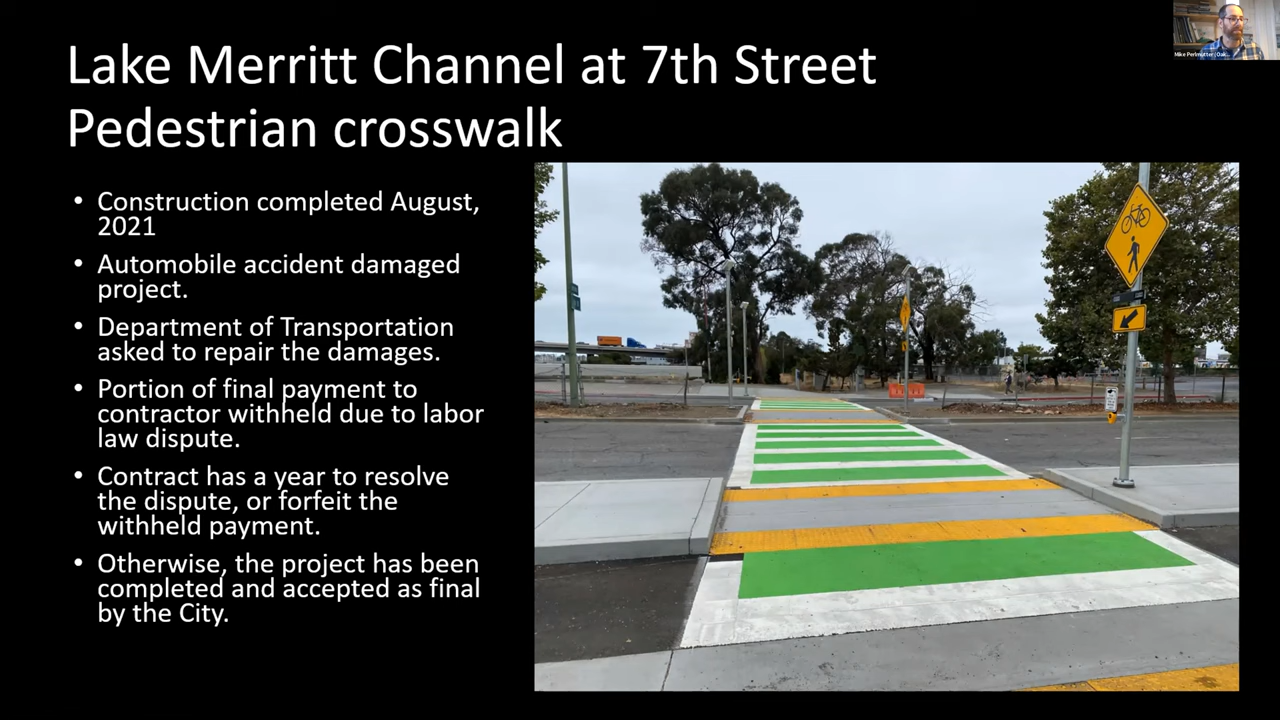 Lake Merritt Channel at 7th Street
Pedestrian crosswalk
• Construction completed August,
2021
• Automobile accident damaged
project.
• Department of Transportation
asked to repair the damages.
• Portion of final payment to
contractor withheld due to labor
law dispute.
• Contract has a year to resolve
the dispute, or forfeit the
withheld payment.
• Otherwise, the project has been
completed and accepted as final
by the City.
Mike Perlmutter